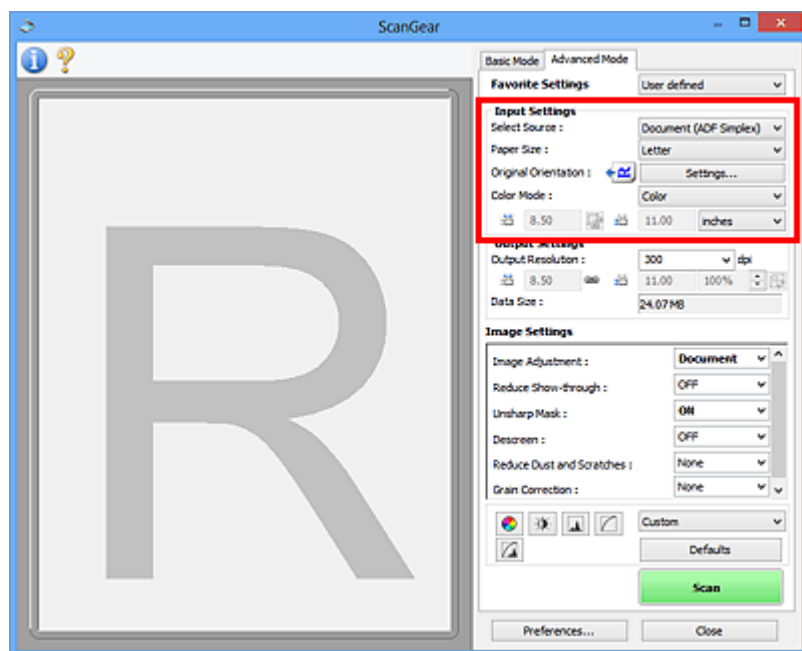 ScanGear
Basic Mode Advanced Mode
Favorite Settings User defined
Input Settings
Select Source : Document (ADF Simplex)
Paper Size : Letter
Original Orientation : Settings...
Color Mode : Color
8.50 11.00 inches
Output Settings
Output Resolution : 300 dpi
8.50 11.00 100%
Data Size : 24.07 MB
Image Settings
Image Adjustment : Document
Reduce Show-through : OFF
Unsharp Mask : ON
Descreen : OFF
Reduce Dust and Scratches : None
Grain Correction : None
Custom
Defaults
Scan
Preferences... Close
R